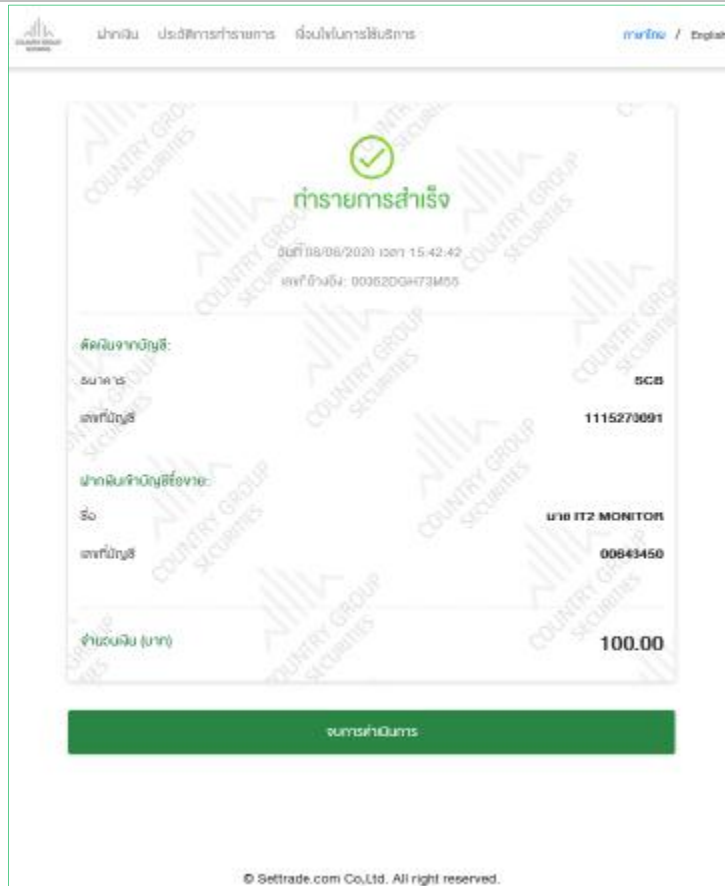 COUNTRY GROUP
SECURITIES
ฝากเงิน ประวัติการทำรายการ เงื่อนไขในการใช้บริการ ภาษาไทย / English
ทำรายการสำเร็จ
วันที่ 08/06/2020 เวลา 15:42:42
เลขที่อ้างอิง:
ตัดเงินจากบัญชี:
ธนาคาร SCB
เลขที่บัญชี 1115270091
ฝากเงินเข้าบัญชีซื้อขาย:
ชื่อ นาย IT2 MONITOR
เลขที่บัญชี 00643450
จำนวนเงิน (บาท) 100.00
จบการดำเนินการ
© Settrade.com Co,Ltd. All right reserved.